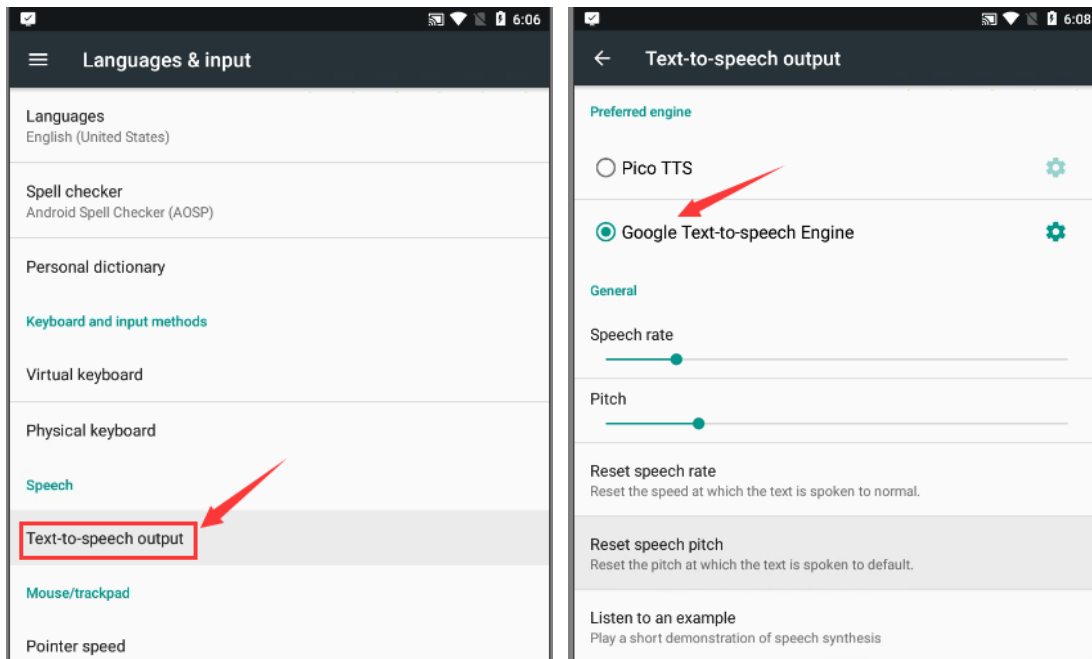 6:06
Languages & input
Languages
English (United States)
Spell checker
Android Spell Checker (AOSP)
Personal dictionary
Keyboard and input methods
Virtual keyboard
Physical keyboard
Speech
Text-to-speech output
Mouse/trackpad
Pointer speed
6:08
Text-to-speech output
Preferred engine
Pico TTS
Google Text-to-speech Engine
General
Speech rate
Pitch
Reset speech rate
Reset the speed at which the text is spoken to normal.
Reset speech pitch
Reset the pitch at which the text is spoken to default.
Listen to an example
Play a short demonstration of speech synthesis